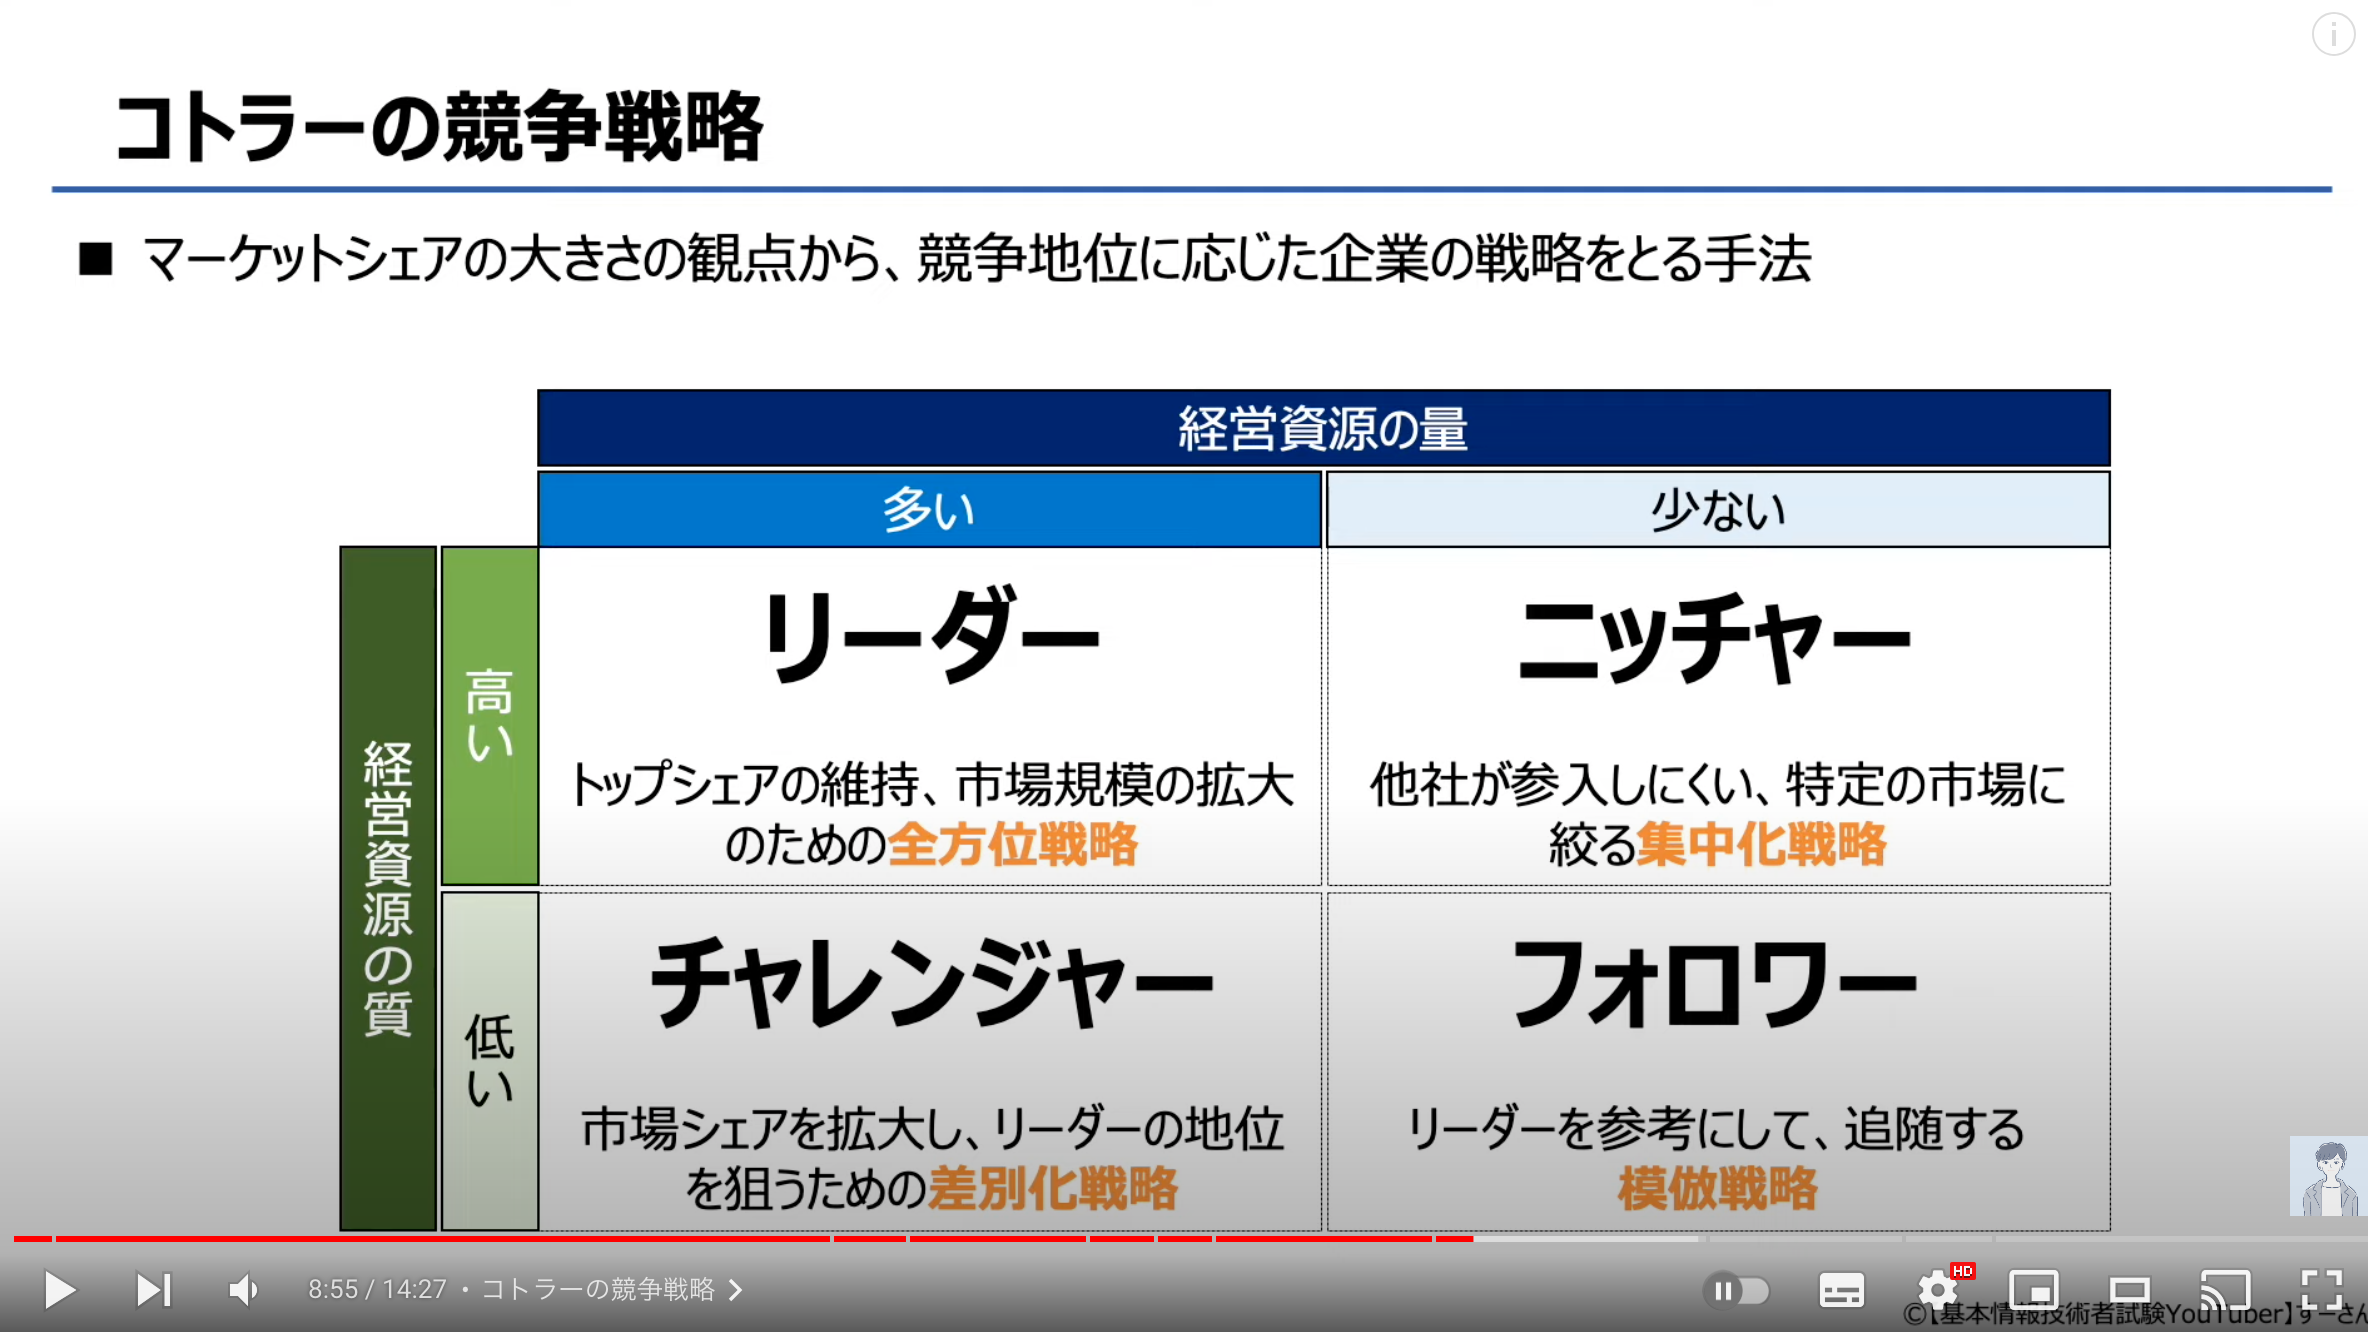 コトラーの競争戦略
■ マーケットシェアの大きさの観点から、競争地位に応じた企業の戦略をとる手法
経営資源の量
多い
少ない
経営資源の質
高い
リーダー
トップシェアの維持、市場規模の拡大
のための全方位戦略
ニッチャー
他社が参入しにくい、特定の市場に
絞る集中化戦略
低い
チャレンジャー
市場シェアを拡大し、リーダーの地位
を狙うための差別化戦略
フォロワー
リーダーを参考にして、追随する
模倣戦略
8:55 / 14:27 ・ コトラーの競争戦略
HD
©【基本情報技術者試験YouTuber】すーさん